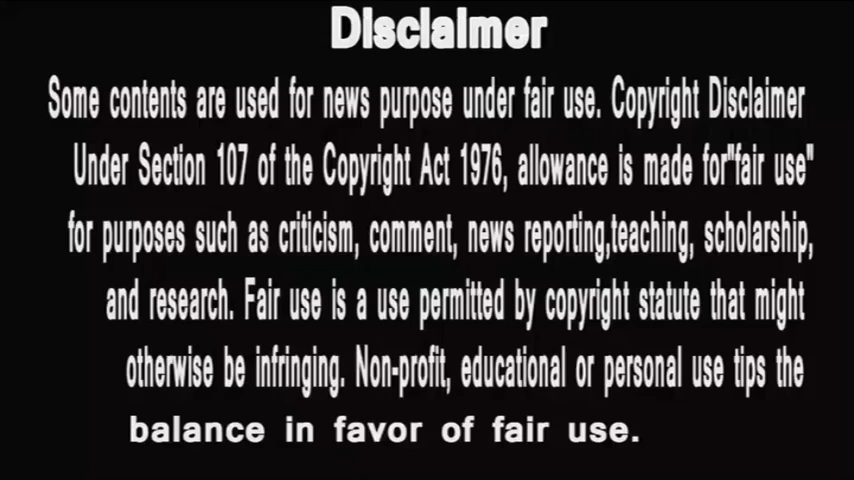 Disclaimer
Some contents are used for news purpose under fair use. Copyright Disclaimer
Under Section 107 of the Copyright Act 1976, allowance is made for"fair use"
for purposes such as criticism, comment, news reporting,teaching, scholarship,
and research. Fair use is a use permitted by copyright statute that might
otherwise be infringing. Non-profit, educational or personal use tips the
balance in favor of fair use.